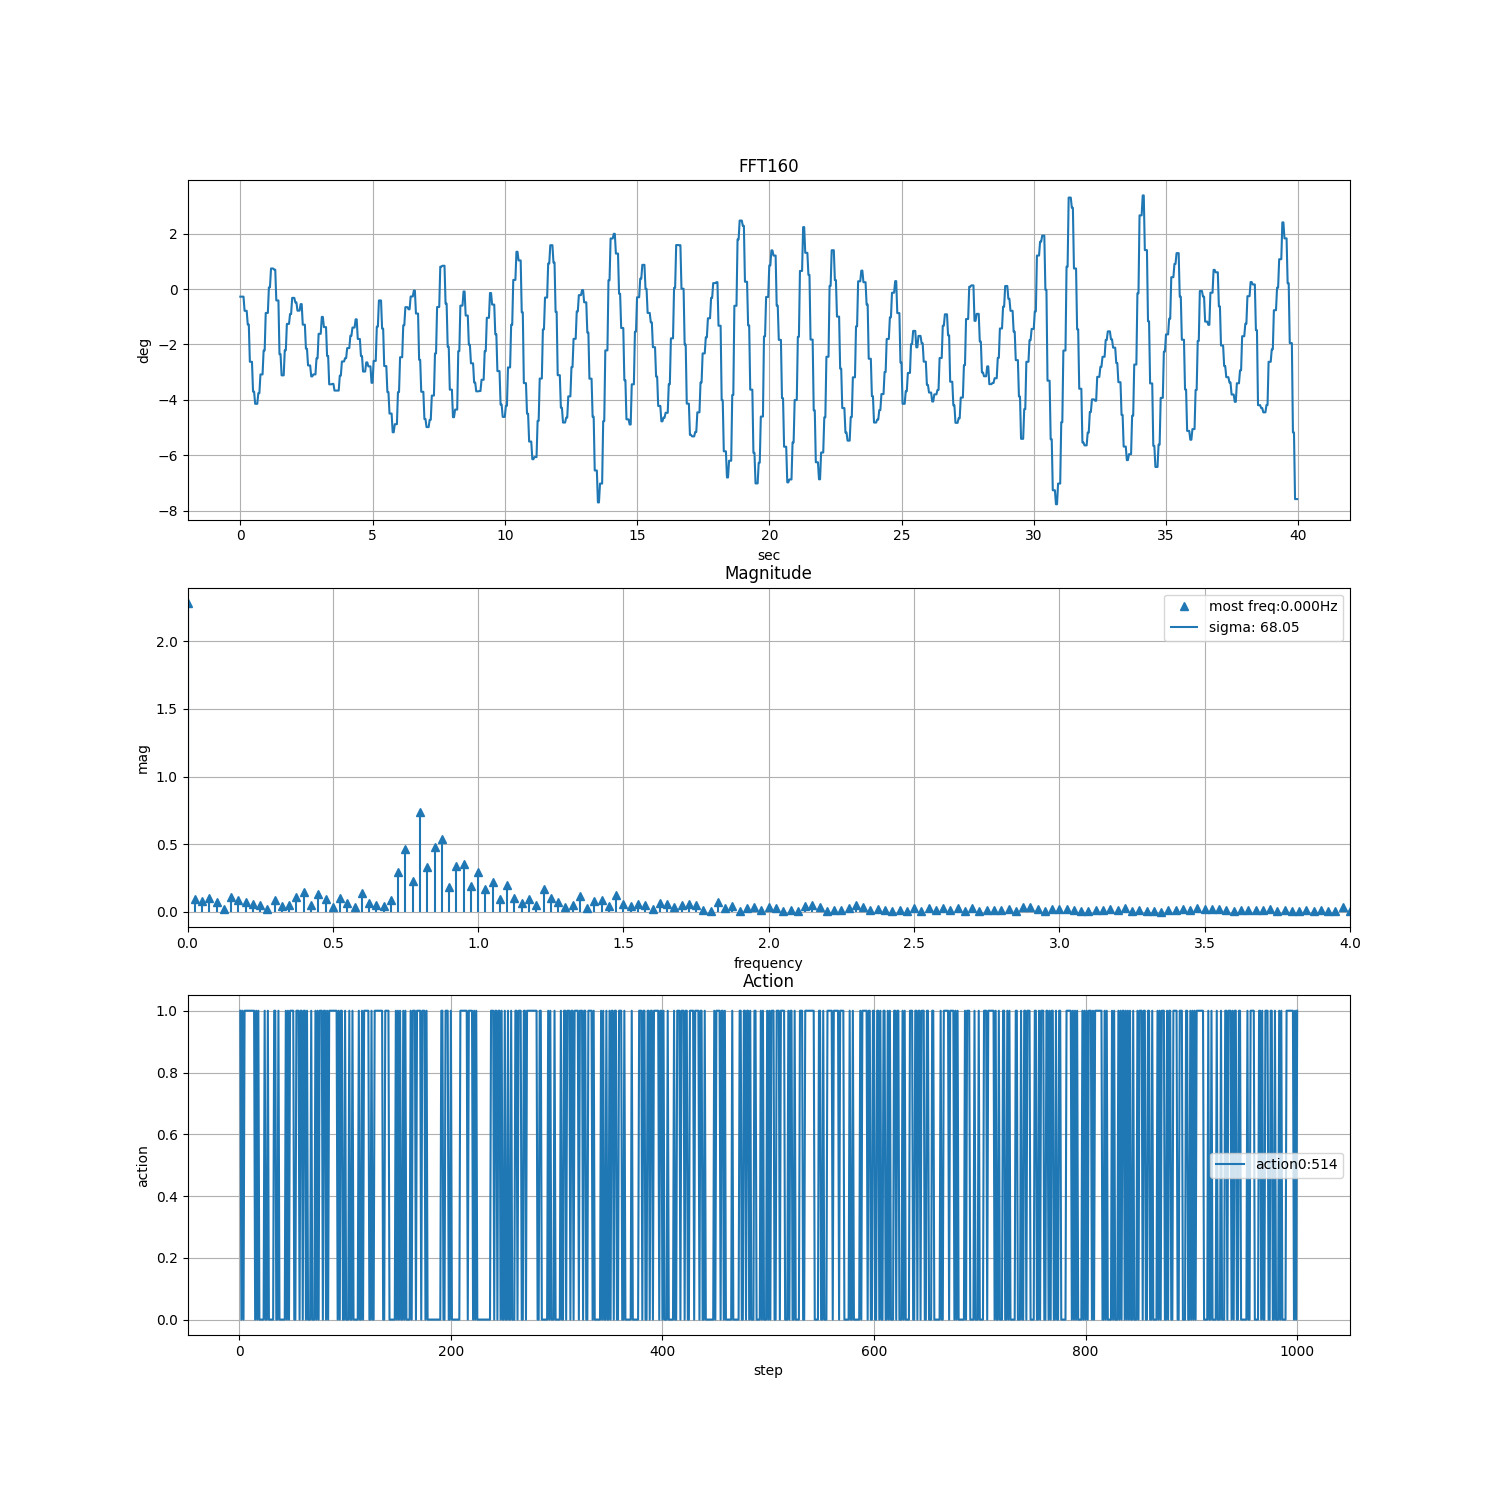 FFT160
deg
2
0
−2
−4
−6
−8
0 5 10 15 20 25 30 35 40
sec
Magnitude
most freq:0.000Hz
sigma: 68.05
mag
2.0
1.5
1.0
0.5
0.0
0.0 0.5 1.0 1.5 2.0 2.5 3.0 3.5 4.0
frequency
Action
action
1.0
0.8
0.6
0.4
0.2
0.0
action0:514
0 200 400 600 800 1000
step